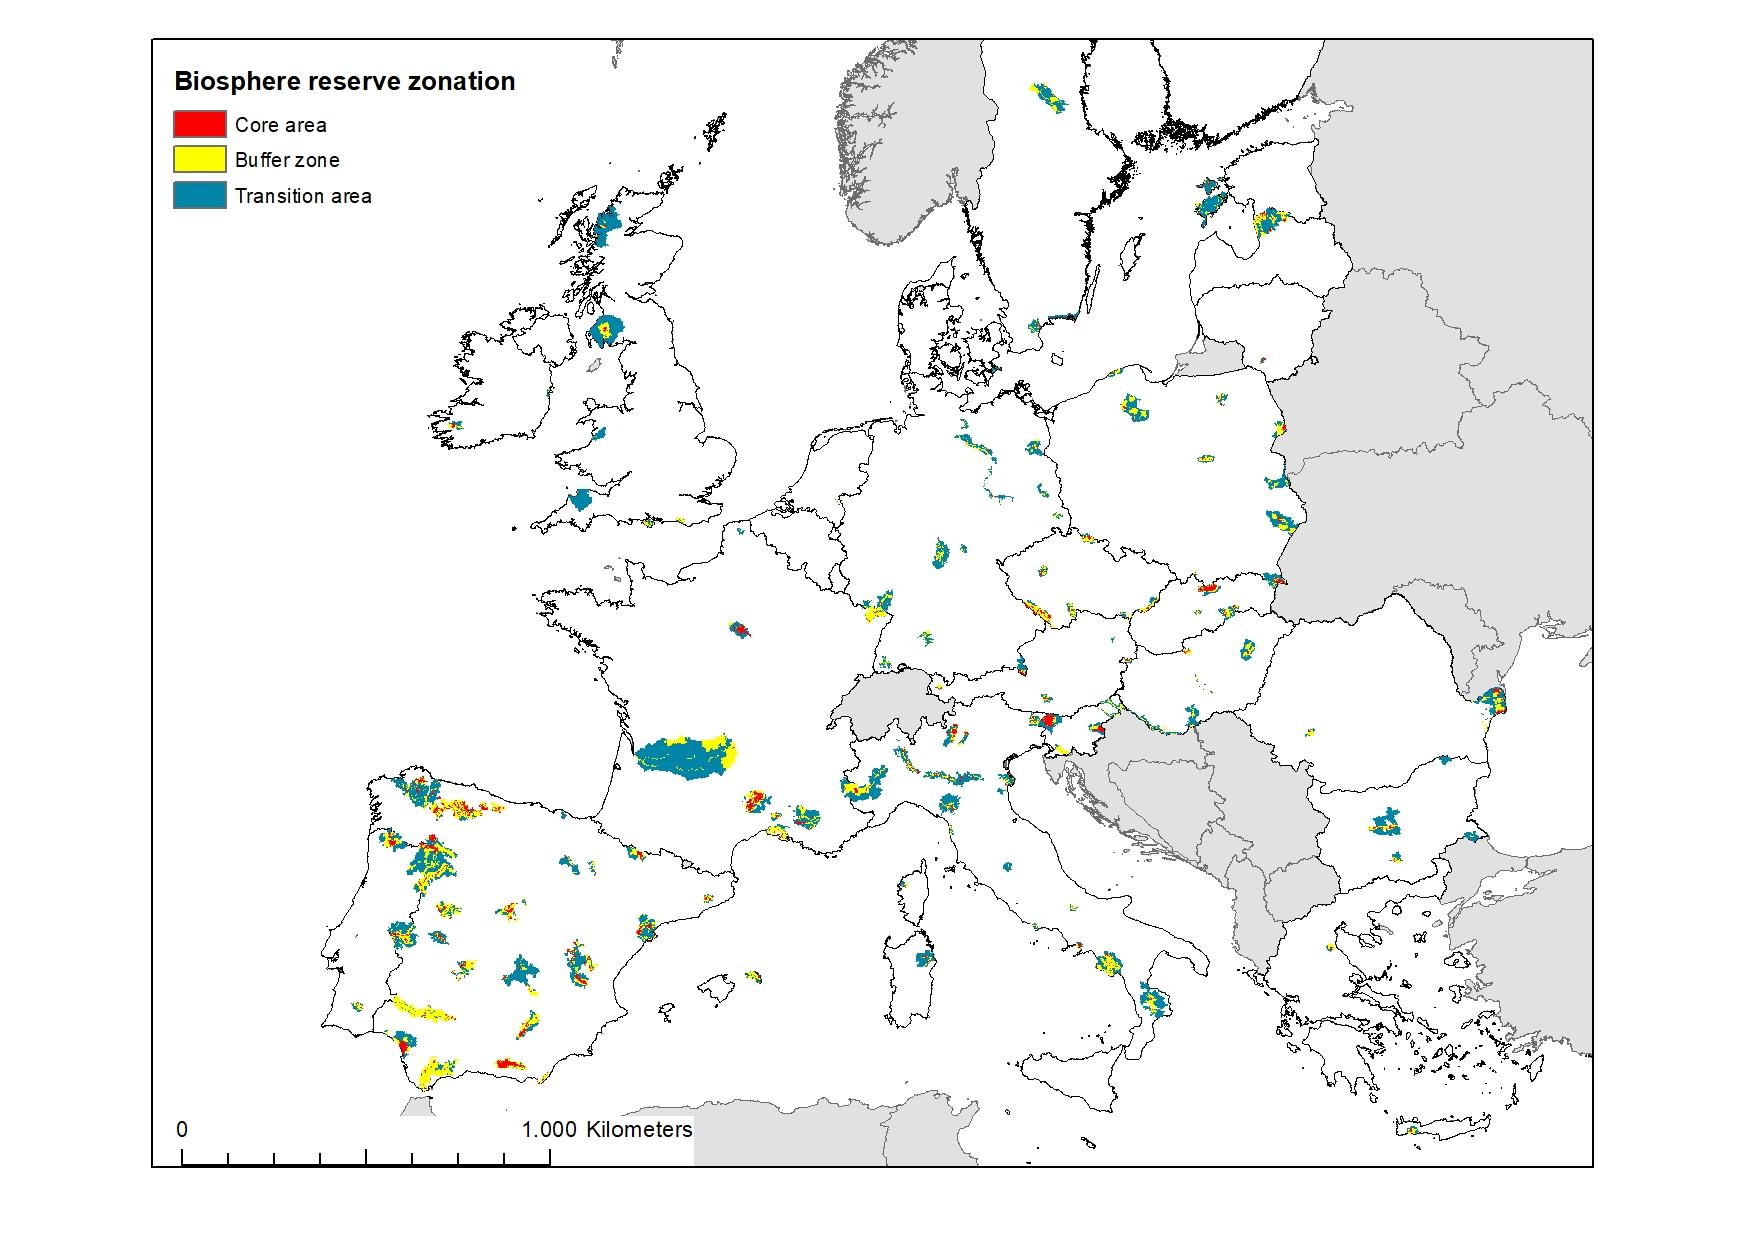 Biosphere reserve zonation
Core area
Buffer zone
Transition area
0 1.000 Kilometers